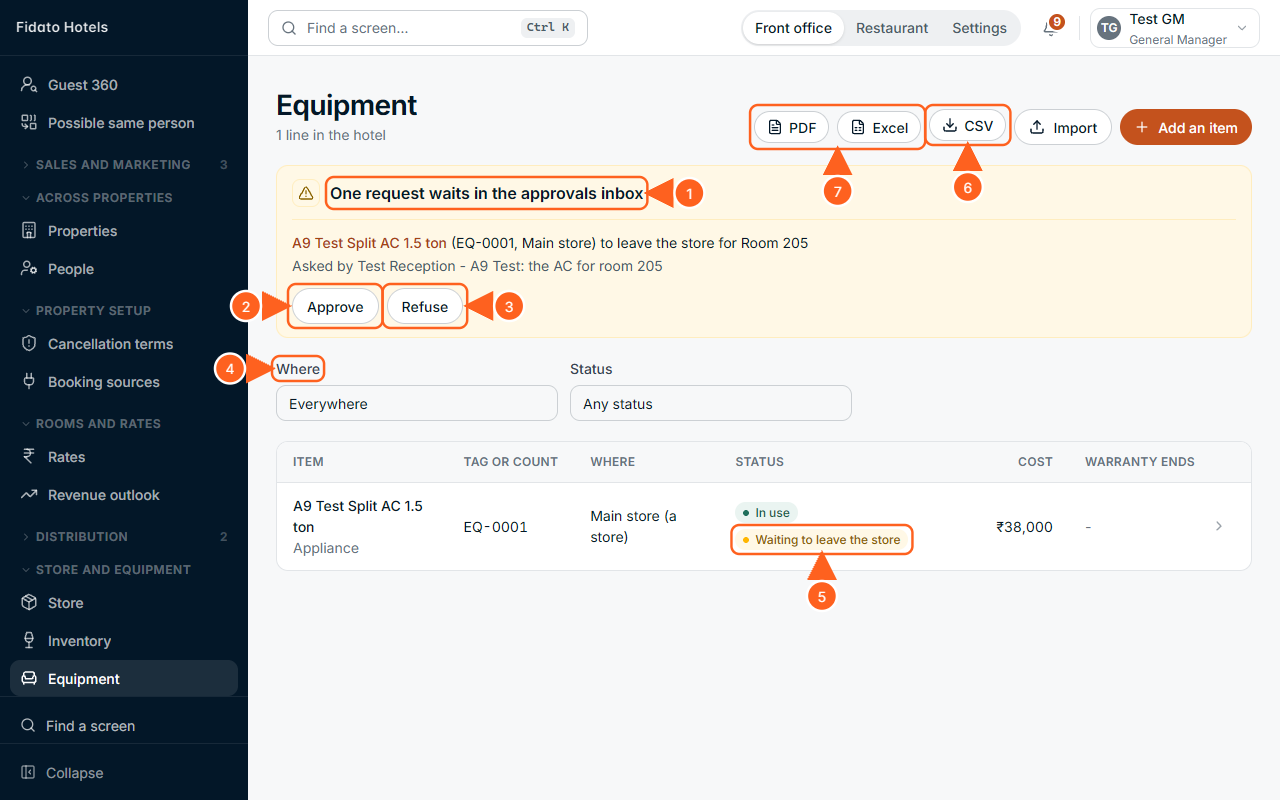 Fidato Hotels
Find a screen...
Ctrl K
Front office
Restaurant
Settings
9
TG
Test GM
General Manager
Guest 360
Possible same person
SALES AND MARKETING 3
ACROSS PROPERTIES
Properties
People
PROPERTY SETUP
Cancellation terms
Booking sources
ROOMS AND RATES
Rates
Revenue outlook
DISTRIBUTION 2
STORE AND EQUIPMENT
Store
Inventory
Equipment
Find a screen
Collapse
Equipment
1 line in the hotel
PDF
Excel
CSV
Import
Add an item
7
6
One request waits in the approvals inbox
1
A9 Test Split AC 1.5 ton (EQ-0001, Main store) to leave the store for Room 205
Asked by Test Reception - A9 Test: the AC for room 205
2
Approve
Refuse
3
4
Where
Status
Everywhere
Any status
ITEM
TAG OR COUNT
WHERE
STATUS
COST
WARRANTY ENDS
A9 Test Split AC 1.5
ton
Appliance
EQ-0001
Main store (a
store)
In use
Waiting to leave the store
₹38,000
-
5